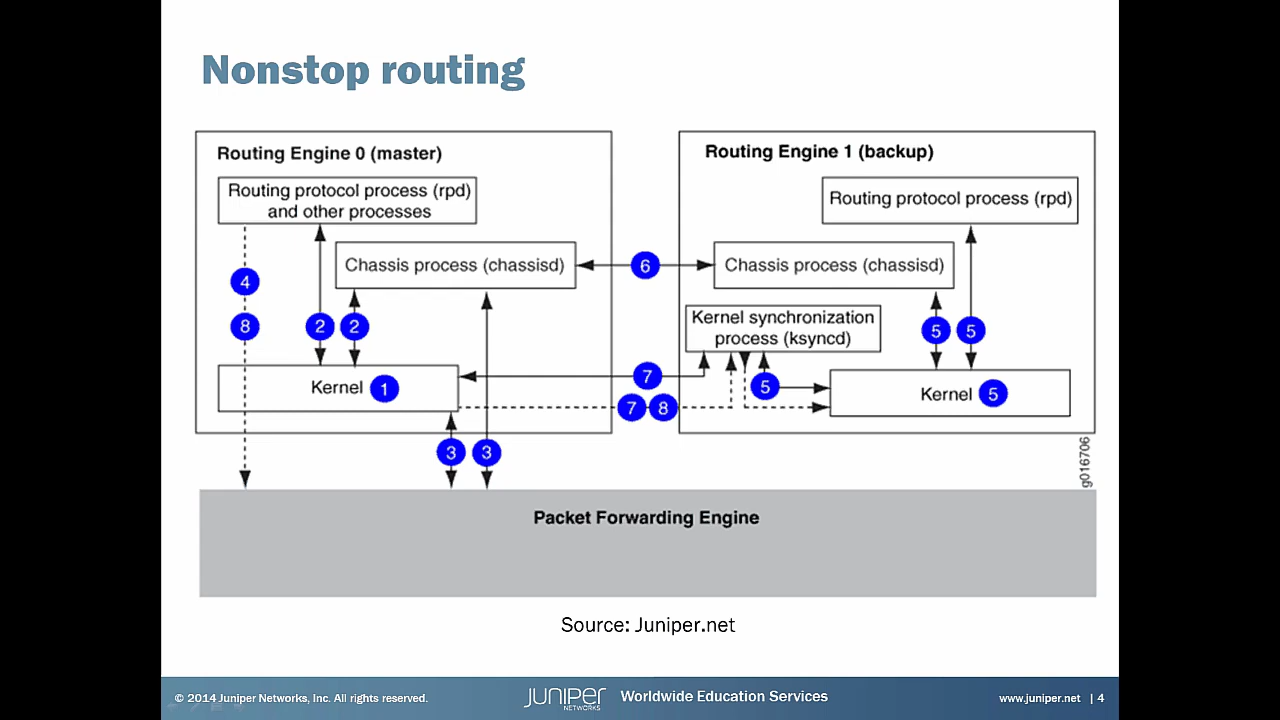 Nonstop routing
Routing Engine 0 (master)
Routing protocol process (rpd)
and other processes
Chassis process (chassisd)
4
8
2
2
Kernel
1
3
3
6
7
7
8
Routing Engine 1 (backup)
Routing protocol process (rpd)
Chassis process (chassisd)
Kernel synchronization
process (ksyncd)
5
5
5
Kernel
5
g016706
Packet Forwarding Engine
Source: Juniper.net
© 2014 Juniper Networks, Inc. All rights reserved.
JUNIPER
NETWORKS
Worldwide Education Services
www.juniper.net | 4